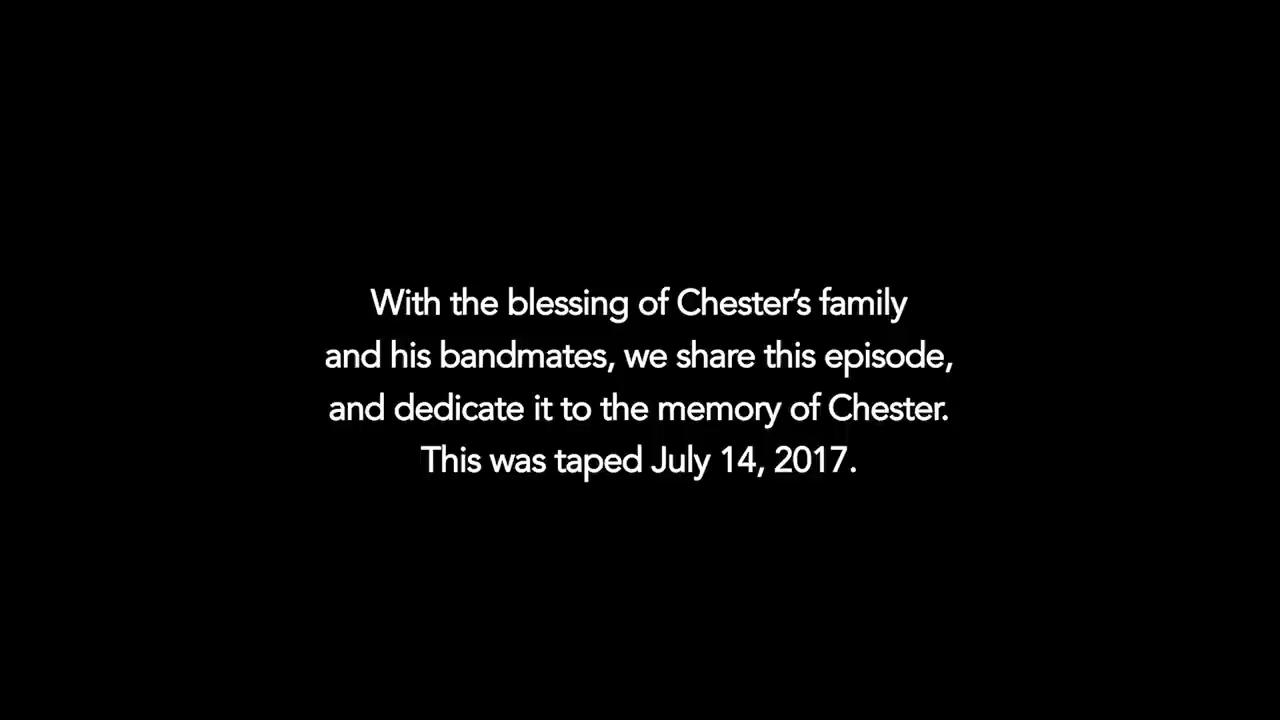 With the blessing of Chester’s family
and his bandmates, we share this episode,
and dedicate it to the memory of Chester.
This was taped July 14, 2017.